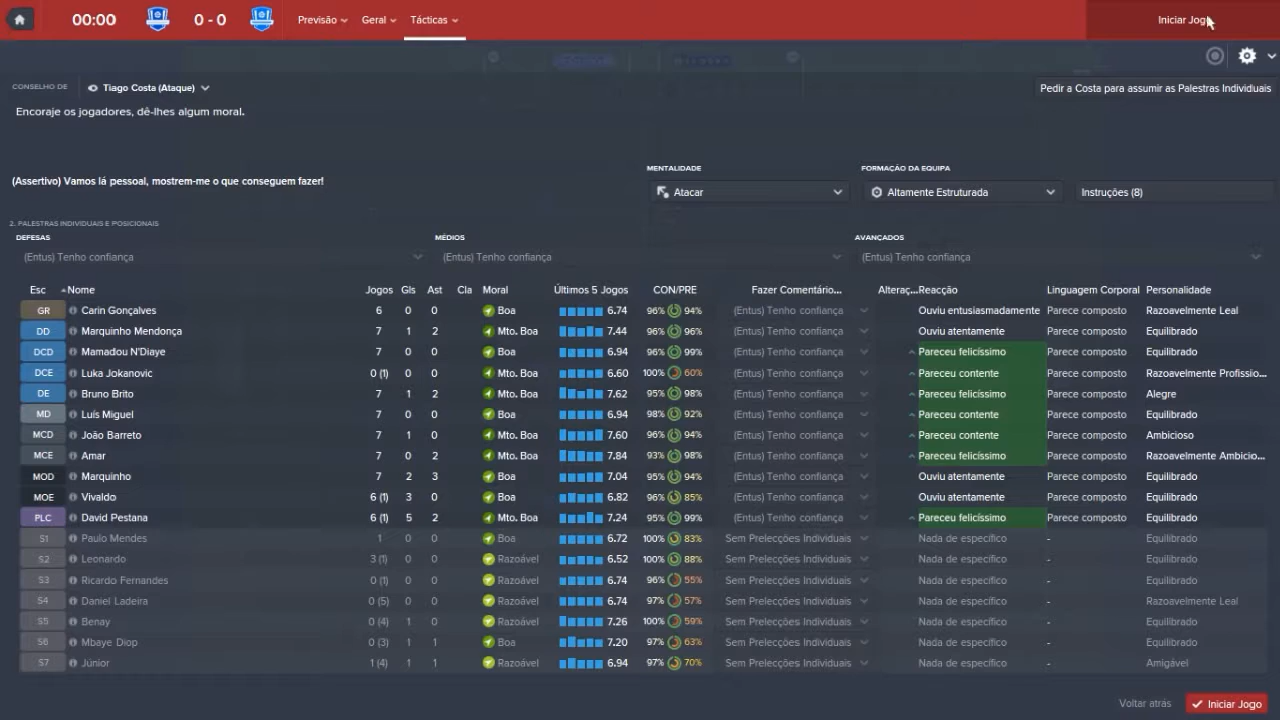 00:00 0 - 0 Previsão Geral Tácticas Iniciar Jogo
CONSELHO DE Tiago Costa (Ataque) Pedir a Costa para assumir as Palestras Individuais
Encoraje os jogadores, dê-lhes algum moral.
MENTALIDADE FORMAÇÃO DA EQUIPA
(Assertivo) Vamos lá pessoal, mostrem-me o que conseguem fazer! Atacar Altamente Estruturada Instruções (8)
2. PALESTRAS INDIVIDUAIS E POSICIONAIS
DEFESAS MÉDIOS AVANÇADOS
(Entus) Tenho confiança (Entus) Tenho confiança (Entus) Tenho confiança
Esc Nome Jogos Gls Ast Cla Moral Últimos 5 Jogos CON/PRE Fazer Comentário... Alteraç... Reacção Linguagem Corporal Personalidade
GR Carin Gonçalves 6 0 0 Boa 6.74 96% 94% (Entus) Tenho confiança Ouviu entusiasmadamente Parece composto Razoavelmente Leal
DD Marquinho Mendonça 7 1 2 Mto. Boa 7.44 96% 96% (Entus) Tenho confiança Ouviu atentamente Parece composto Equilibrado
DCD Mamadou N'Diaye 7 0 0 Boa 6.94 96% 99% (Entus) Tenho confiança Pareceu felicíssimo Parece composto Equilibrado
DCE Luka Jokanovic 0 (1) 0 0 Mto. Boa 6.60 100% 60% (Entus) Tenho confiança Pareceu contente Parece composto Razoavelmente Profissio...
DE Bruno Brito 7 1 2 Mto. Boa 7.62 95% 98% (Entus) Tenho confiança Pareceu felicíssimo Parece composto Alegre
MD Luís Miguel 7 0 0 Boa 6.94 98% 92% (Entus) Tenho confiança Pareceu contente Parece composto Equilibrado
MCD João Barreto 7 1 0 Mto. Boa 7.60 96% 94% (Entus) Tenho confiança Pareceu contente Parece composto Ambicioso
MCE Amar 7 0 2 Mto. Boa 7.84 93% 98% (Entus) Tenho confiança Pareceu felicíssimo Parece composto Razoavelmente Ambicio...
MOD Marquinho 7 2 3 Boa 7.04 95% 94% (Entus) Tenho confiança Ouviu atentamente Parece composto Equilibrado
MOE Vivaldo 6 (1) 3 0 Boa 6.82 96% 85% (Entus) Tenho confiança Ouviu atentamente Parece composto Equilibrado
PLC David Pestana 6 (1) 5 2 Mto. Boa 7.24 95% 99% (Entus) Tenho confiança Pareceu felicíssimo Parece composto Equilibrado
S1 Paulo Mendes 1 0 0 Boa 6.72 100% 83% Sem Prelecções Individuais Nada de específico - Equilibrado
S2 Leonardo 3 (1) 0 0 Razoável 6.52 100% 88% Sem Prelecções Individuais Nada de específico - Equilibrado
S3 Ricardo Fernandes 0 (1) 0 0 Razoável 6.74 96% 55% Sem Prelecções Individuais Nada de específico - Equilibrado
S4 Daniel Ladeira 0 (5) 0 0 Razoável 6.74 97% 57% Sem Prelecções Individuais Nada de específico - Razoavelmente Leal
S5 Benay 0 (4) 1 0 Razoável 7.26 100% 59% Sem Prelecções Individuais Nada de específico - Equilibrado
S6 Mbaye Diop 0 (3) 1 1 Boa 7.20 97% 63% Sem Prelecções Individuais Nada de específico - Equilibrado
S7 Júnior 1 (4) 1 1 Razoável 6.94 97% 70% Sem Prelecções Individuais Nada de específico - Amigável
Voltar atrás Iniciar Jogo